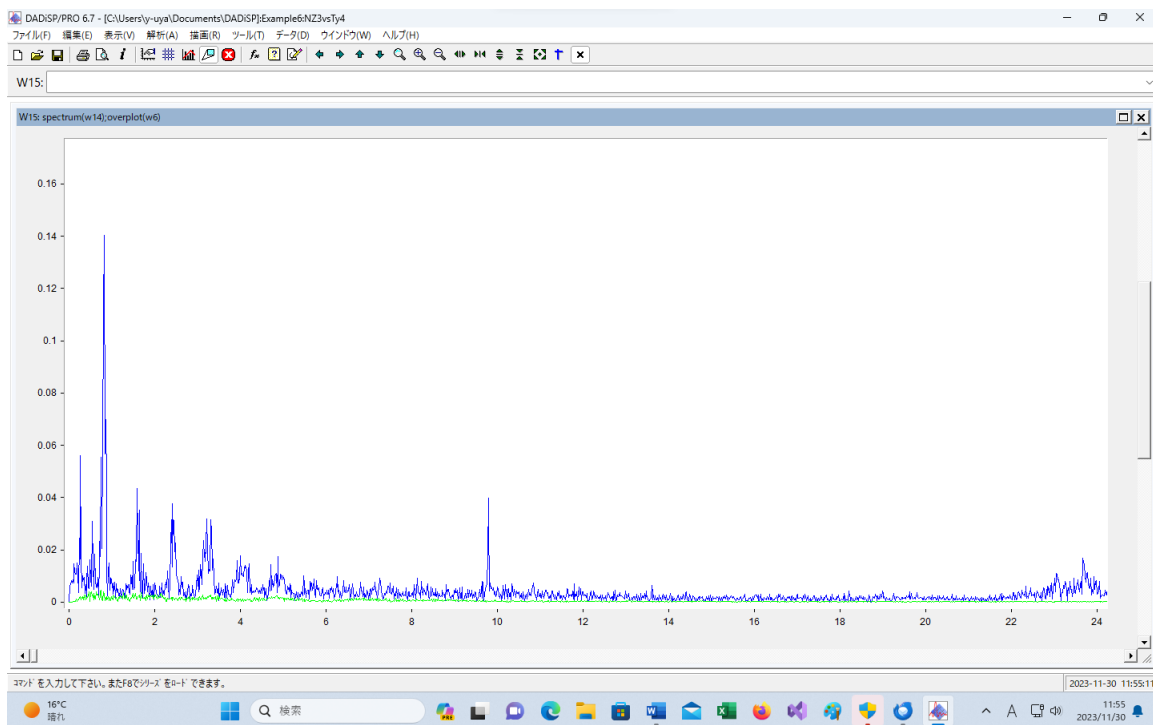 DADiSP/PRO 6.7 - [C:\Users\y-uya\Documents\DADiSP]:Example6:NZ3vsTy4
ファイル(F) 編集(E) 表示(V) 解析(A) 描画(R) ツール(T) データ(D) ウインドウ(W) ヘルプ(H)
W15:
W15: spectrum(w14);overplot(w6)
0.16
0.14
0.12
0.1
0.08
0.06
0.04
0.02
0
0 2 4 6 8 10 12 14 16 18 20 22 24
コマンドを入力して下さい。またF8でシリーズをロードできます。
2023-11-30 11:55:11
16°C
晴れ
検索
PRE
A
11:55
2023/11/30